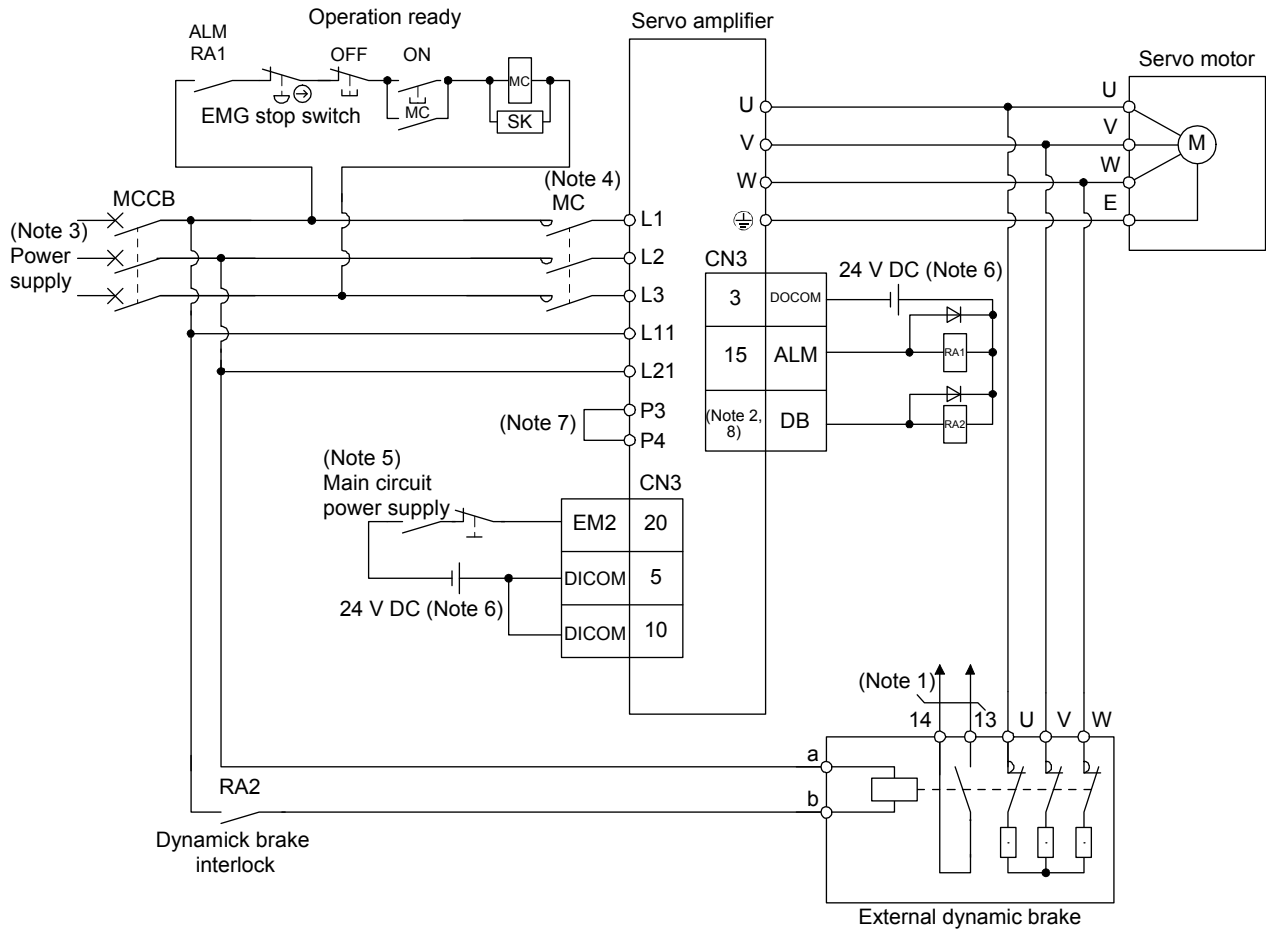 Operation ready
Servo amplifier
ALM
RA1
OFF
ON
MC
MC
SK
EMG stop switch
Servo motor
U
V
W
U
V
W
E
M
(Note 4)
MC
MCCB
(Note 3)
Power
supply
L1
L2
L3
L11
L21
P3
P4
(Note 7)
CN3
24 V DC (Note 6)
3
DOCOM
15
ALM
RA1
(Note 2,
8)
DB
RA2
(Note 5)
Main circuit
power supply
CN3
EM2
20
DICOM
5
24 V DC (Note 6)
DICOM
10
(Note 1)
14
13
U
V
W
a
b
RA2
Dynamick brake
interlock
External dynamic brake